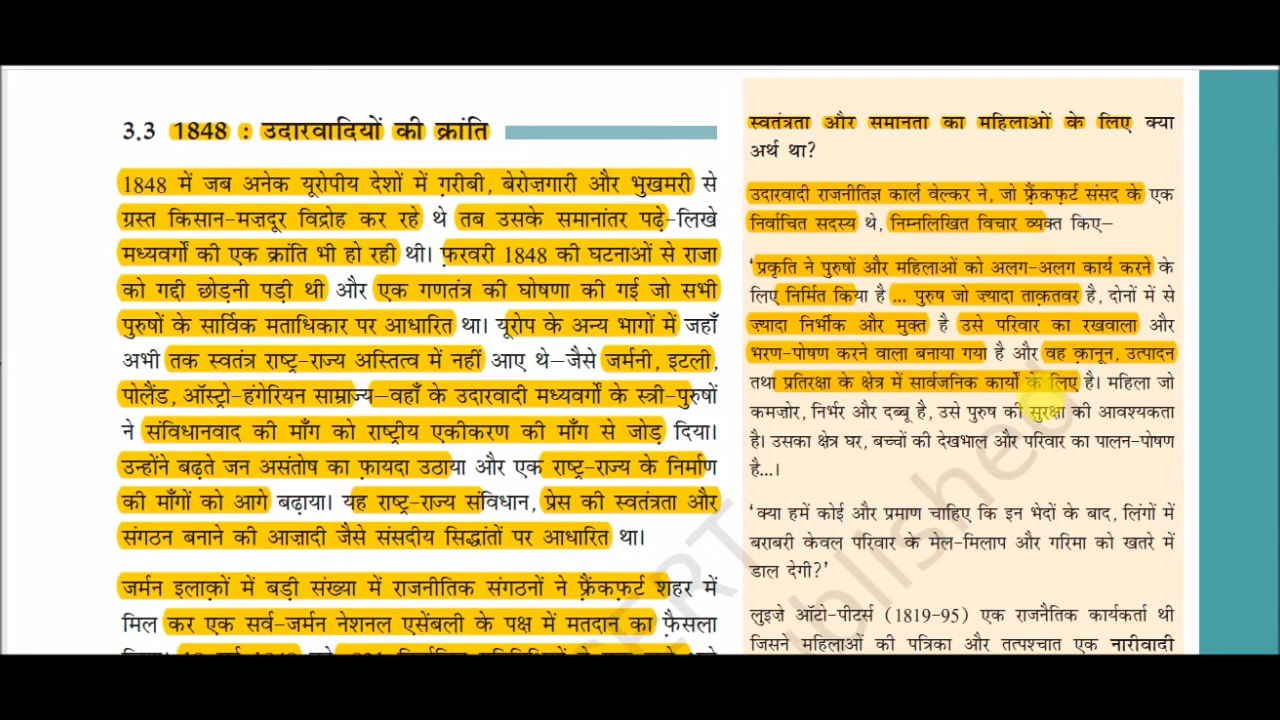 3.3 1848 : उदारवादियों की क्रांति
1848 में जब अनेक यूरोपीय देशों में ग़रीबी, बेरोज़गारी और भुखमरी से
ग्रस्त किसान-मज़दूर विद्रोह कर रहे थे तब उसके समानांतर पढ़े-लिखे
मध्यवर्गों की एक क्रांति भी हो रही थी। फ़रवरी 1848 की घटनाओं से राजा
को गद्दी छोड़नी पड़ी थी और एक गणतंत्र की घोषणा की गई जो सभी
पुरुषों के सार्विक मताधिकार पर आधारित था। यूरोप के अन्य भागों में जहाँ
अभी तक स्वतंत्र राष्ट्र-राज्य अस्तित्व में नहीं आए थे—जैसे जर्मनी, इटली,
पोलैंड, ऑस्ट्रो-हंगेरियन साम्राज्य—वहाँ के उदारवादी मध्यवर्गों के स्त्री-पुरुषों
ने संविधानवाद की माँग को राष्ट्रीय एकीकरण की माँग से जोड़ दिया।
उन्होंने बढ़ते जन असंतोष का फ़ायदा उठाया और एक राष्ट्र-राज्य के निर्माण
की माँगों को आगे बढ़ाया। यह राष्ट्र-राज्य संविधान, प्रेस की स्वतंत्रता और
संगठन बनाने की आज़ादी जैसे संसदीय सिद्धांतों पर आधारित था।
जर्मन इलाक़ों में बड़ी संख्या में राजनीतिक संगठनों ने फ़्रैंकफ़र्ट शहर में
मिल कर एक सर्व-जर्मन नेशनल एसेंबली के पक्ष में मतदान का फ़ैसला
स्वतंत्रता और समानता का महिलाओं के लिए क्या
अर्थ था?
उदारवादी राजनीतिज्ञ कार्ल वेल्कर ने, जो फ़्रैंकफ़र्ट संसद के एक
निर्वाचित सदस्य थे, निम्नलिखित विचार व्यक्त किए—
‘प्रकृति ने पुरुषों और महिलाओं को अलग-अलग कार्य करने के
लिए निर्मित किया है ... पुरुष जो ज़्यादा ताक़तवर है, दोनों में से
ज़्यादा निर्भीक और मुक्त है उसे परिवार का रखवाला और
भरण-पोषण करने वाला बनाया गया है और वह क़ानून, उत्पादन
तथा प्रतिरक्षा के क्षेत्र में सार्वजनिक कार्यों के लिए है। महिला जो
कमज़ोर, निर्भर और दब्बू है, उसे पुरुष की सुरक्षा की आवश्यकता
है। उसका क्षेत्र घर, बच्चों की देखभाल और परिवार का पालन-पोषण
है...।
‘क्या हमें कोई और प्रमाण चाहिए कि इन भेदों के बाद, लिंगों में
बराबरी केवल परिवार के मेल-मिलाप और गरिमा को खतरे में
डाल देगी?’
लुइज़े ऑटो-पीटर्स (1819-95) एक राजनैतिक कार्यकर्ता थी
जिसने महिलाओं की पत्रिका और तत्पश्चात एक नारीवादी